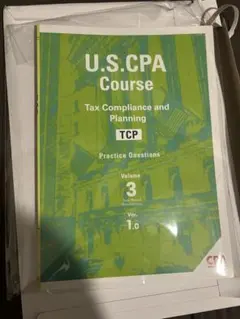 U.S.CPA
Course
Tax Compliance and
Planning
TCP
Practice Questions
Volume
3
Ver.
1.0
CPA